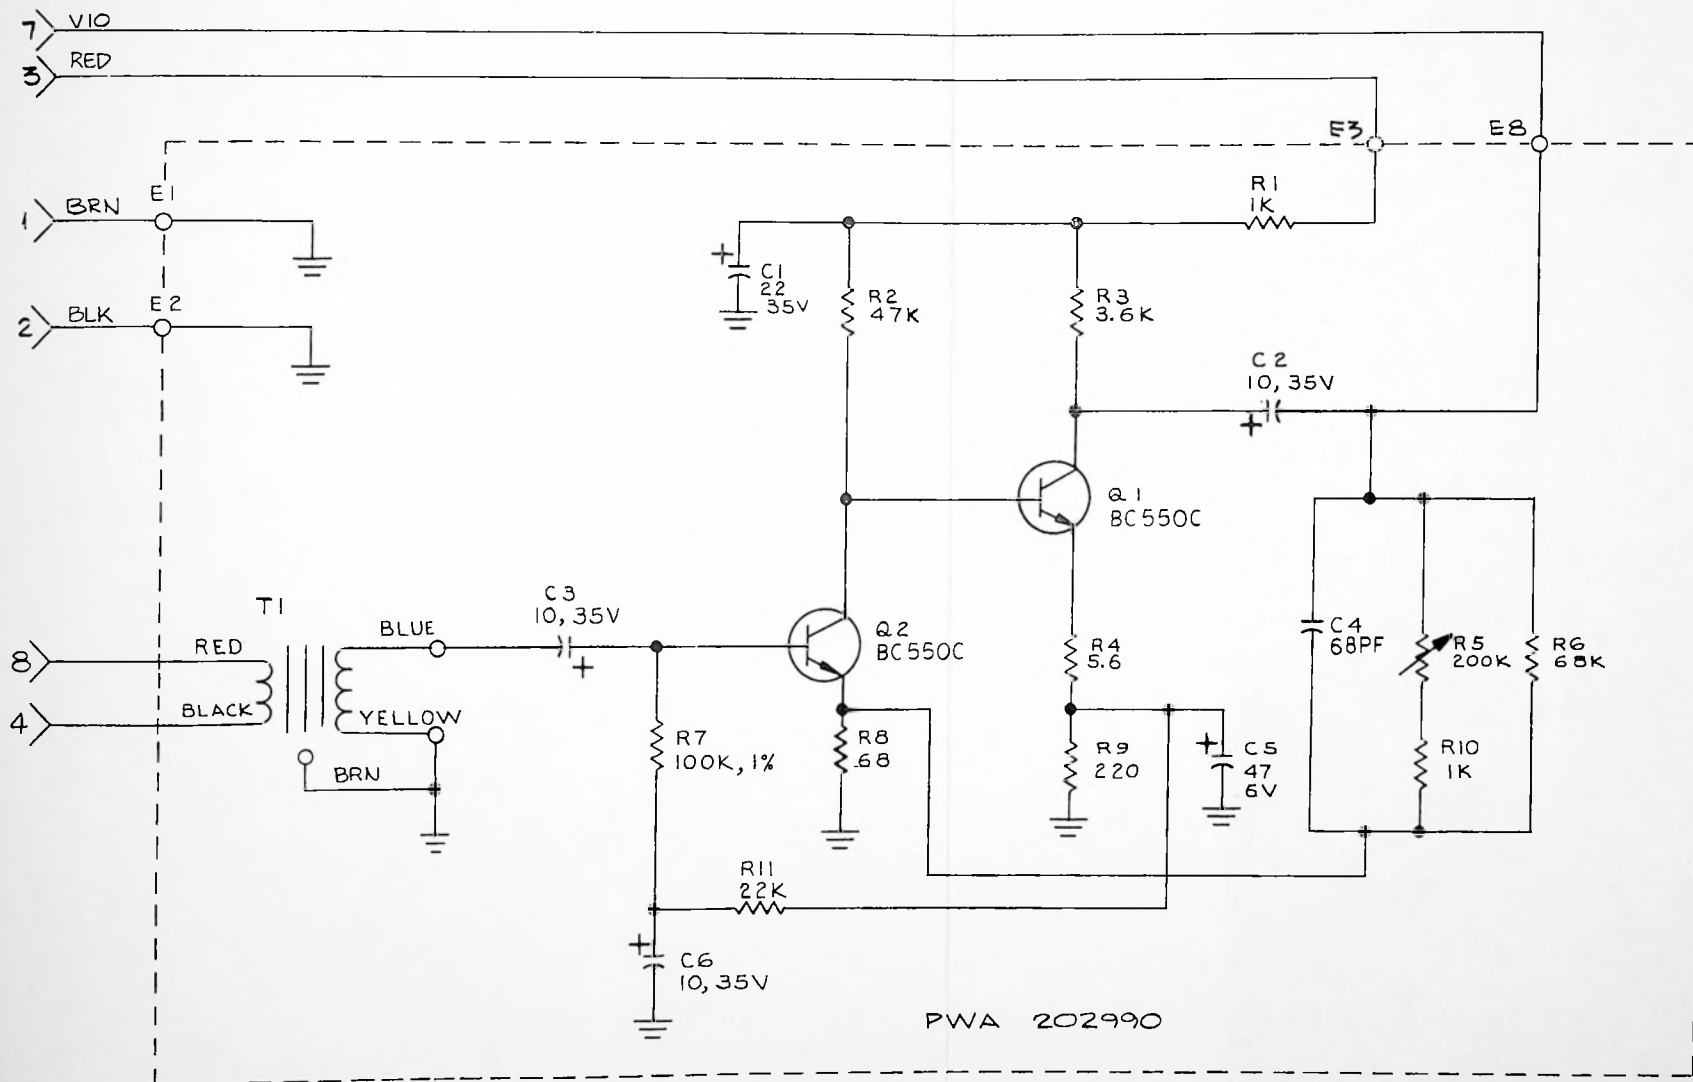 7 VIO
3 RED
E3
E8
1 BRN
E1
2 BLK
E2
R1
1K
+
C1
22
35V
R2
47K
R3
3.6K
C2
10, 35V
+
Q1
BC550C
T1
8 RED
4 BLACK
BLUE
YELLOW
BRN
C3
10, 35V
+
Q2
BC550C
R4
5.6
C4
68PF
R5
200K
R6
68K
R7
100K, 1%
R8
.68
R9
220
+
C5
47
6V
R10
1K
R11
22K
+
C6
10, 35V
PWA 202990